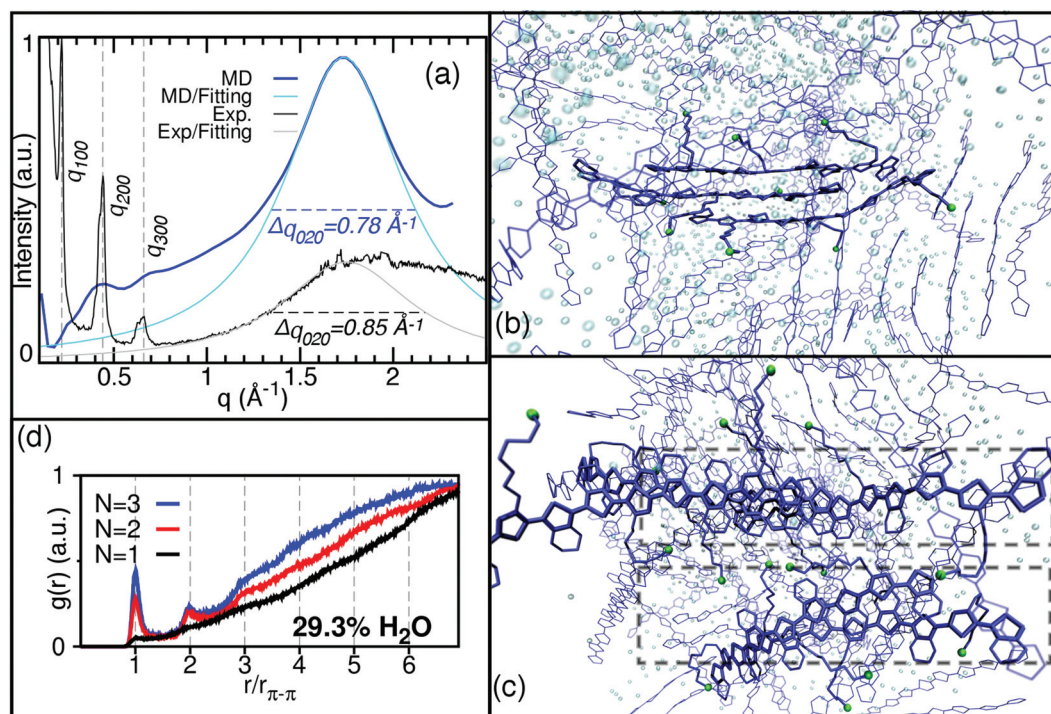 (a)
1
Intensity (a.u.)
0
MD
MD/Fitting
Exp.
Exp/Fitting
q100
q200
q300
Δq020=0.78 Å-1
Δq020=0.85 Å-1
0.5 1 1.5 2
q (Å-1)
(b)
(c)
(d)
1
g(r) (a.u.)
0
N=3
N=2
N=1
29.3% H2O
1 2 3 4 5 6
r/rπ-π